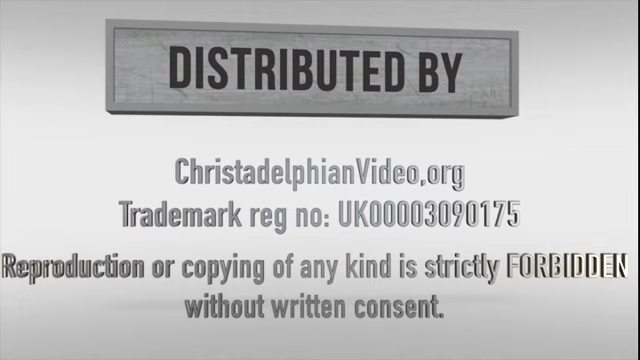 DISTRIBUTED BY
ChristadelphianVideo.org
Trademark reg no: UK00003090175
Reproduction or copying of any kind is strictly FORBIDDEN
without written consent.